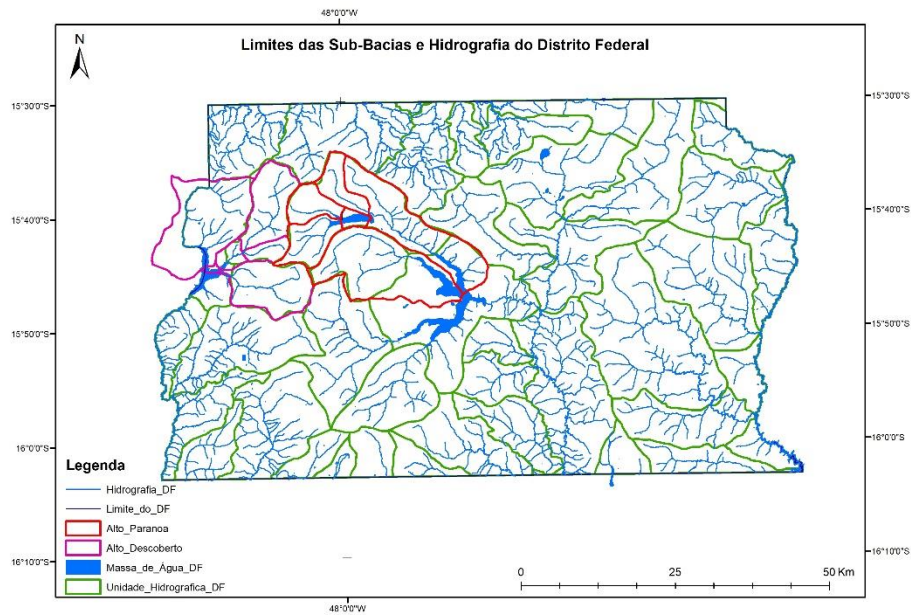 48°0'0"W
N
Limites das Sub-Bacias e Hidrografia do Distrito Federal
15°30'0"S
15°30'0"S
15°40'0"S
15°40'0"S
15°50'0"S
15°50'0"S
16°0'0"S
16°0'0"S
Legenda
Hidrografia_DF
Limite_do_DF
Alto_Paranoa
Alto_Descoberto
Massa_de_Água_DF
Unidade_Hidrografica_DF
16°10'0"S
16°10'0"S
0 25 50 Km
48°0'0"W